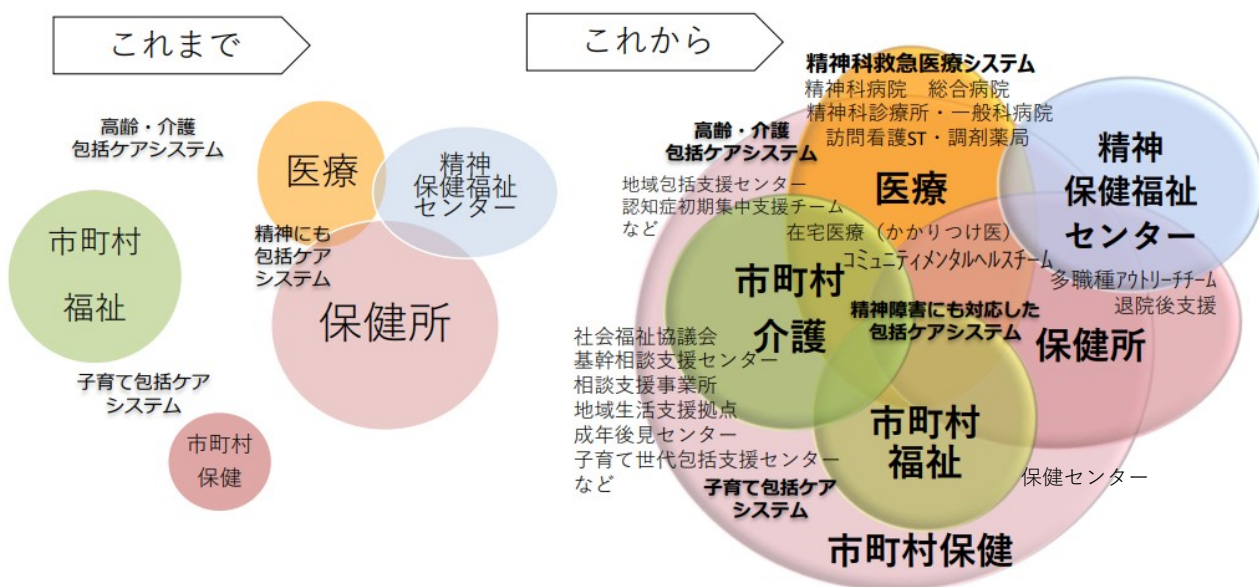 これまで
高齢・介護
包括ケアシステム
医療
精神
保健福祉
センター
市町村
福祉
精神にも
包括ケア
システム
保健所
子育て包括ケア
システム
市町村
保健
これから
精神科救急医療システム
精神科病院　総合病院
精神科診療所・一般科病院
訪問看護ST・調剤薬局
高齢・介護
包括ケアシステム
地域包括支援センター
認知症初期集中支援チーム
など
医療
精神
保健福祉
センター
在宅医療（かかりつけ医）
コミュニティメンタルヘルスチーム
多職種アウトリーチチーム
退院後支援
市町村
介護
精神障害にも対応した
包括ケアシステム
保健所
社会福祉協議会
基幹相談支援センター
相談支援事業所
地域生活支援拠点
成年後見センター
子育て世代包括支援センター
など
市町村
福祉
保健センター
子育て包括ケア
システム
市町村保健